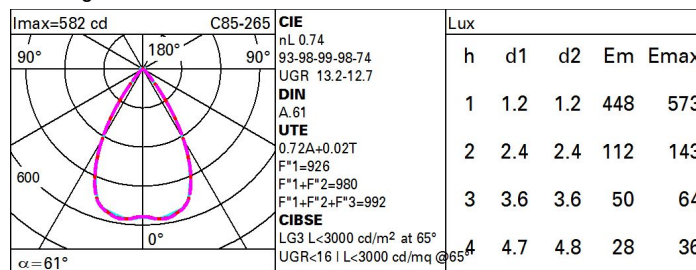 Imax=582 cd C85-265
90° 180° 90°
600
0°
α=61°
CIE
nL 0.74
93-98-99-98-74
UGR 13.2-12.7
DIN
A.61
UTE
0.72A+0.02T
F"1=926
F"1+F"2=980
F"1+F"2+F"3=992
CIBSE
LG3 L<3000 cd/m² at 65°
UGR<16 | L<3000 cd/mq @65°
Lux
h d1 d2 Em Emax
1 1.2 1.2 448 573
2 2.4 2.4 112 143
3 3.6 3.6 50 64
4 4.7 4.8 28 36